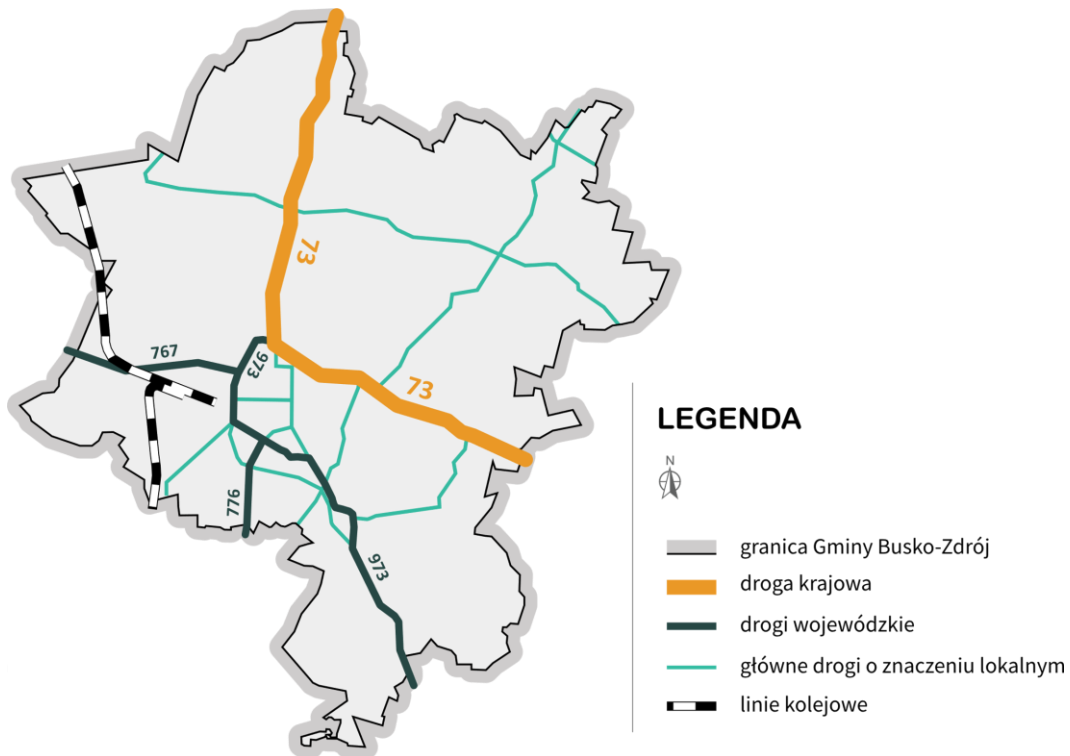 73
767
973
73
776
973
LEGENDA
N
granica Gminy Busko-Zdrój
droga krajowa
drogi wojewódzkie
główne drogi o znaczeniu lokalnym
linie kolejowe